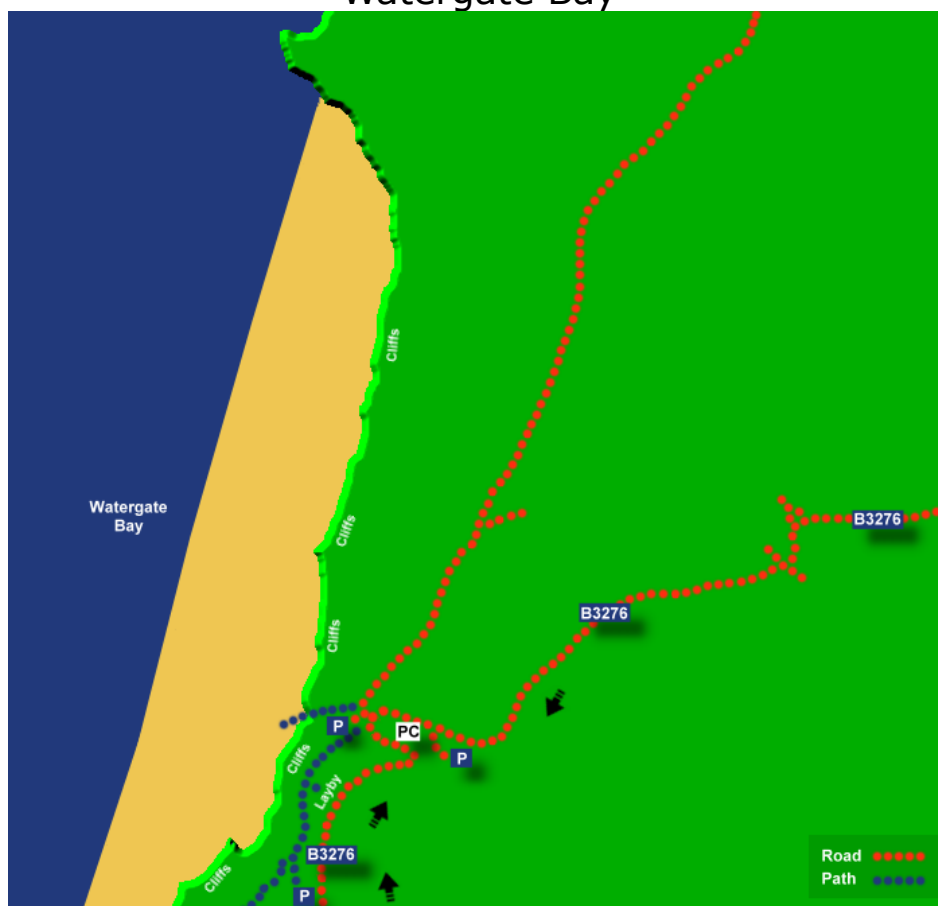 Watergate Bay
Cliffs
Watergate
Bay
Cliffs
B3276
B3276
Cliffs
P
PC
P
Cliffs
Layby
B3276
Cliffs
P
Road
Path